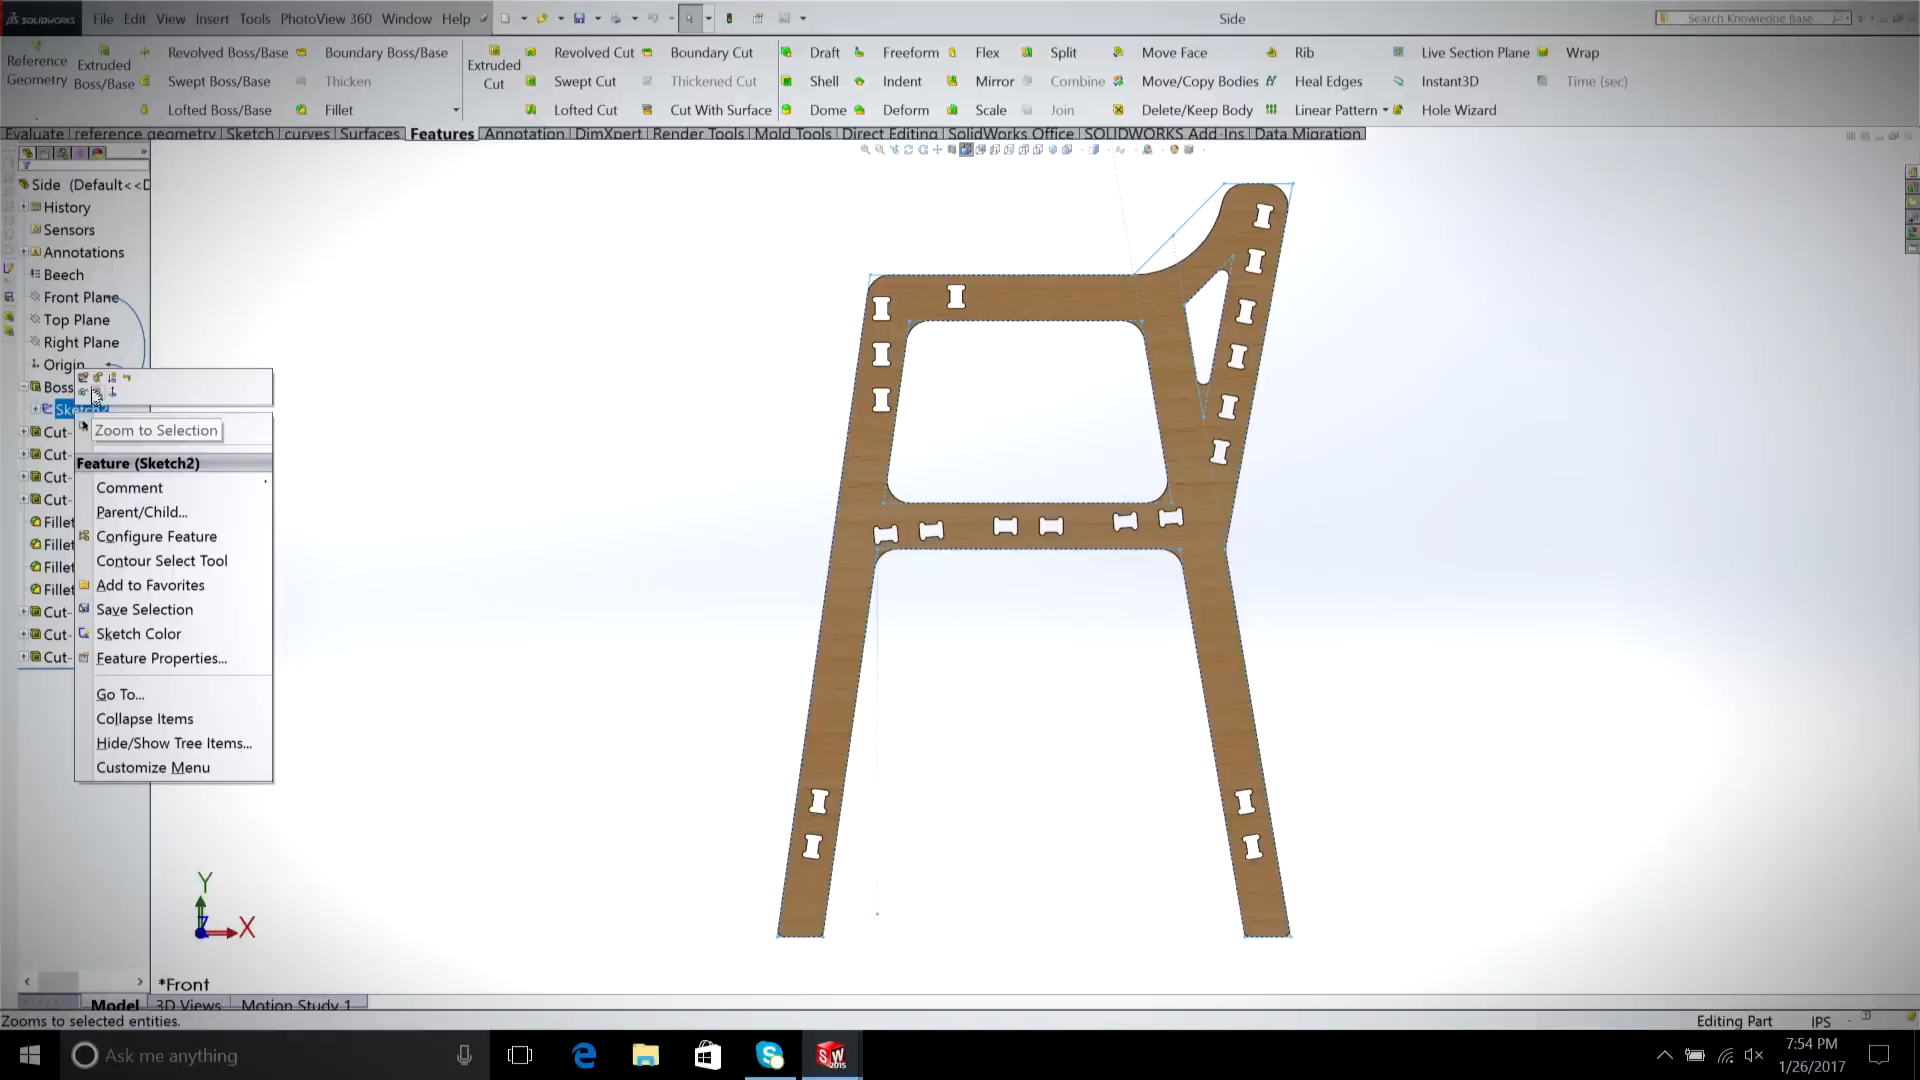 SOLIDWORKS
File Edit View Insert Tools PhotoView 360 Window Help
Side
Search Knowledge Base
Reference Geometry
Extruded Boss/Base
Revolved Boss/Base
Swept Boss/Base
Lofted Boss/Base
Boundary Boss/Base
Thicken
Fillet
Extruded Cut
Revolved Cut
Swept Cut
Lofted Cut
Boundary Cut
Thickened Cut
Cut With Surface
Draft
Shell
Dome
Freeform
Indent
Deform
Flex
Mirror
Scale
Split
Combine
Join
Move Face
Move/Copy Bodies
Delete/Keep Body
Rib
Heal Edges
Linear Pattern
Live Section Plane
Instant3D
Hole Wizard
Wrap
Time (sec)
Evaluate reference geometry Sketch curves Surfaces Features Annotation DimXpert Render Tools Mold Tools Direct Editing SolidWorks Office SOLIDWORKS Add-Ins Data Migration
Side (Default<<D
History
Sensors
Annotations
Beech
Front Plane
Top Plane
Right Plane
Origin
Boss
Sketch2
Cut-
Cut-
Cut-
Cut-
Fillet
Fillet
Fillet
Fillet
Cut-
Cut-
Cut-
Zoom to Selection
Feature (Sketch2)
Comment
Parent/Child...
Configure Feature
Contour Select Tool
Add to Favorites
Save Selection
Sketch Color
Feature Properties...
Go To...
Collapse Items
Hide/Show Tree Items...
Customize Menu
Y
Z
X
*Front
Model 3D Views Motion Study 1
Zooms to selected entities.
Editing Part
IPS
Ask me anything
SW
2015
7:54 PM
1/26/2017